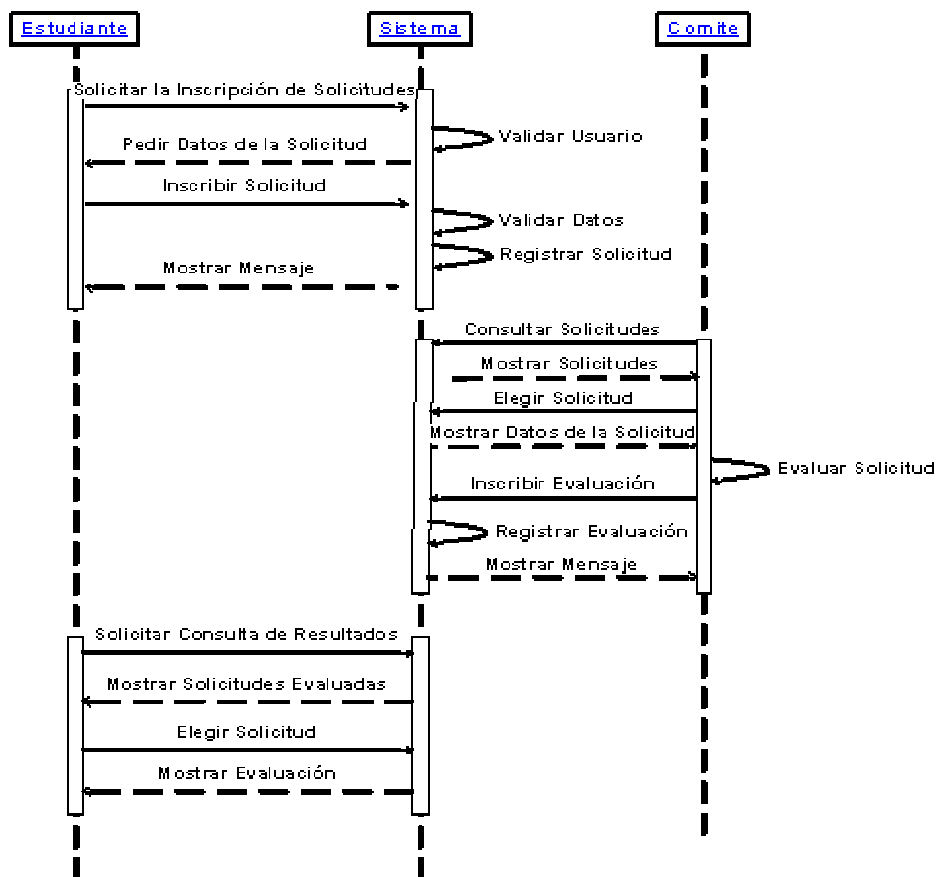 Estudiante
Sistema
Comite
Solicitar la Inscripción de Solicitudes
Validar Usuario
Pedir Datos de la Solicitud
Inscribir Solicitud
Validar Datos
Registrar Solicitud
Mostrar Mensaje
Consultar Solicitudes
Mostrar Solicitudes
Elegir Solicitud
Mostrar Datos de la Solicitud
Evaluar Solicitud
Inscribir Evaluación
Registrar Evaluación
Mostrar Mensaje
Solicitar Consulta de Resultados
Mostrar Solicitudes Evaluadas
Elegir Solicitud
Mostrar Evaluación